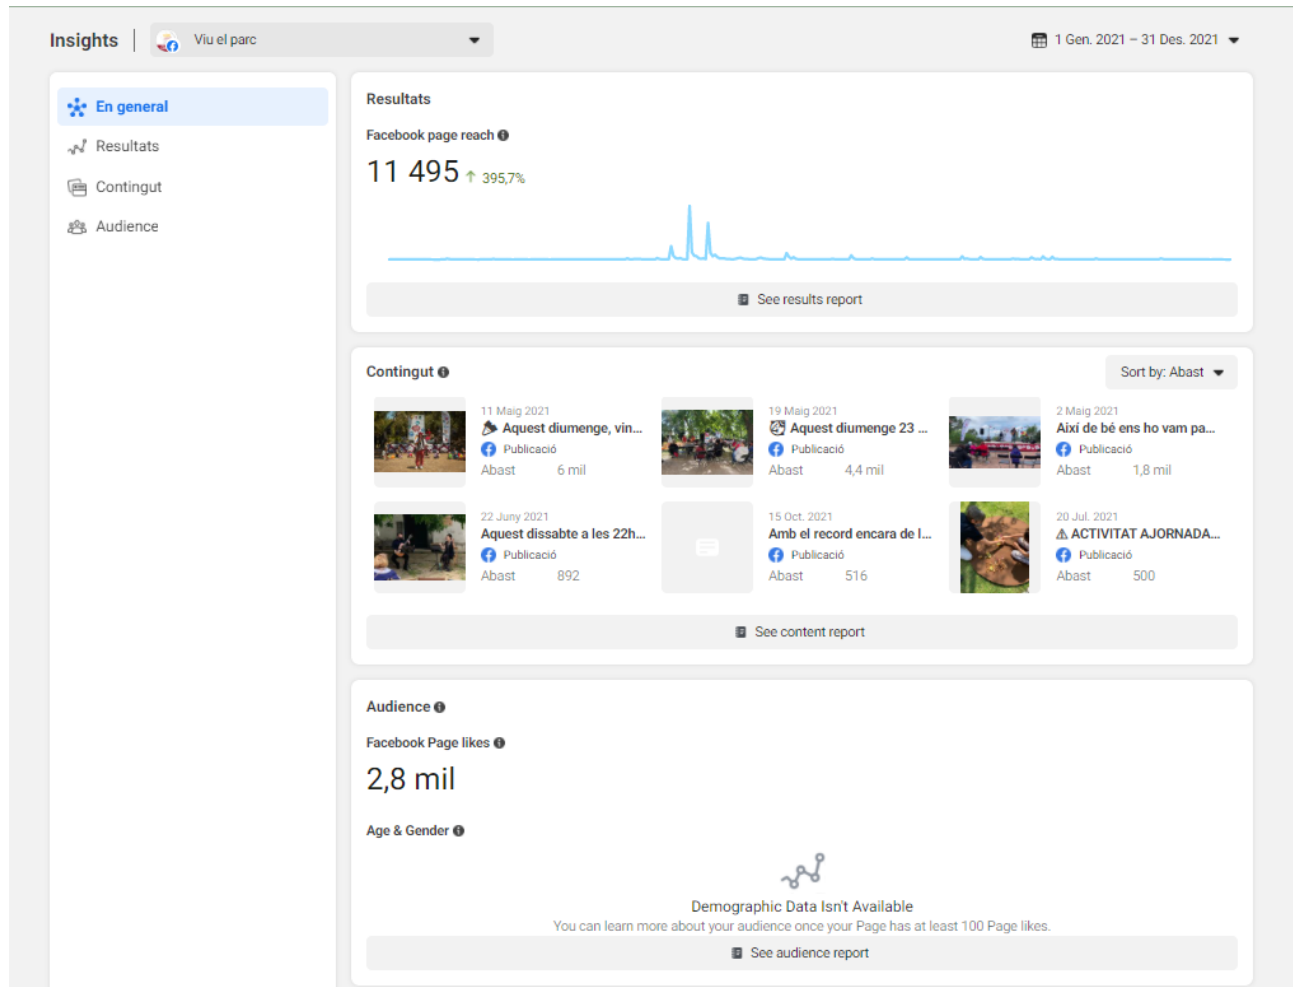 Insights
Viu el parc
1 Gen. 2021 – 31 Des. 2021
En general
Resultats
Contingut
Audience
Resultats
Facebook page reach
11 495 ↑ 395,7%
See results report
Contingut
Sort by: Abast
11 Maig 2021
Aquest diumenge, vin...
Publicació
Abast 6 mil
19 Maig 2021
Aquest diumenge 23 ...
Publicació
Abast 4,4 mil
2 Maig 2021
Així de bé ens ho vam pa...
Publicació
Abast 1,8 mil
22 Juny 2021
Aquest dissabte a les 22h...
Publicació
Abast 892
15 Oct. 2021
Amb el record encara de l...
Publicació
Abast 516
20 Jul. 2021
⚠ ACTIVITAT AJORNADA...
Publicació
Abast 500
See content report
Audience
Facebook Page likes
2,8 mil
Age & Gender
Demographic Data Isn't Available
You can learn more about your audience once your Page has at least 100 Page likes.
See audience report